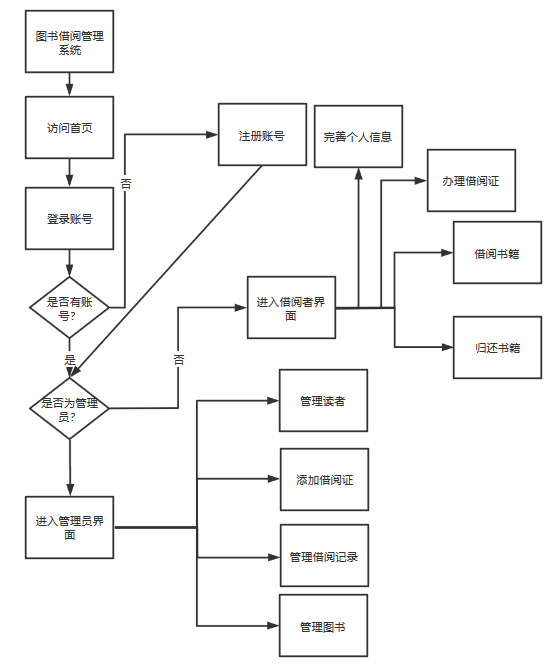 图书借阅管理
系统
访问首页
注册账号
完善个人信息
办理借阅证
否
登录账号
借阅书籍
是否有账
号？
进入借阅者界
面
归还书籍
是
否
是否为管理
员？
管理读者
添加借阅证
进入管理员界
面
管理借阅记录
管理图书